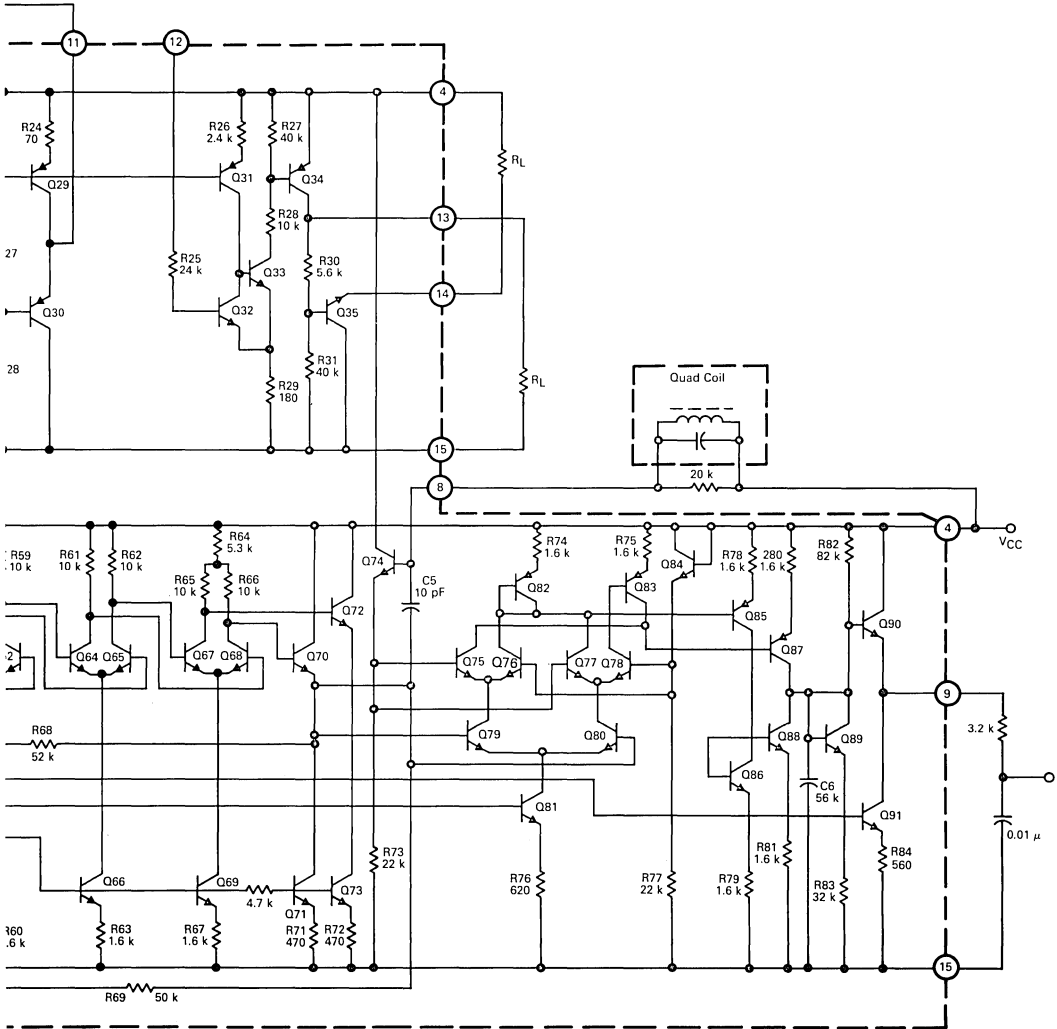 11
12
4
R24
70
R26
2.4 k
R27
40 k
RL
Q29
Q31
Q34
R28
10 k
13
27
R25
24 k
Q33
R30
5.6 k
14
Q30
Q32
Q35
28
R31
40 k
R29
180
RL
Quad Coil
15
8
20 k
4
VCC
R59
10 k
R61
10 k
R62
10 k
R64
5.3 k
R65
10 k
R66
10 k
Q74
C5
10 pF
R74
1.6 k
R75
1.6 k
Q84
R78
1.6 k
280
1.6 k
R82
82 k
Q82
Q83
Q72
Q85
Q90
Q64
Q65
Q67
Q68
Q70
Q75
Q76
Q77
Q78
Q87
9
R68
52 k
Q79
Q80
Q88
Q89
3.2 k
Q86
C6
56 k
Q81
Q91
0.01 μ
R73
22 k
R81
1.6 k
R84
560
Q66
Q69
4.7 k
Q71
Q73
R76
620
R77
22 k
R79
1.6 k
R83
32 k
R60
.6 k
R63
1.6 k
R67
1.6 k
R71
470
R72
470
15
R69
50 k